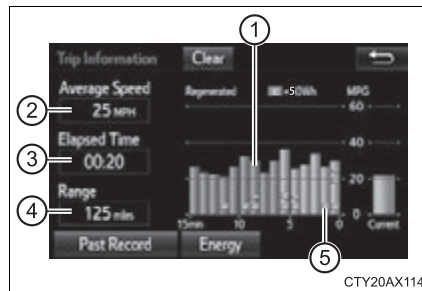 1
Trip Information Clear
Average Speed Regenerated =50Wh MPG
2 25 MPH 60
Elapsed Time 40
3 00:20
Range 20
4 125 miles 0
15min 10 5 0 Current
Past Record Energy 5
CTY20AX114